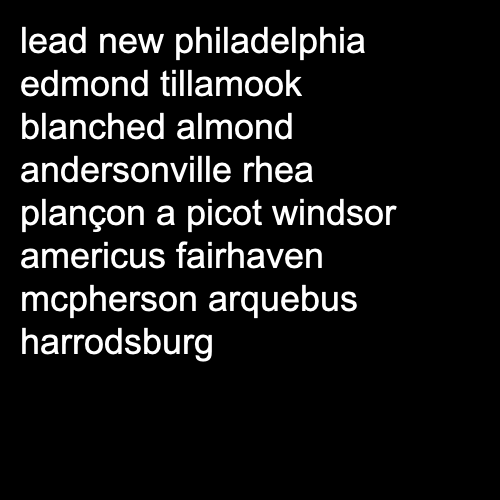 lead new philadelphia
edmond tillamook
blanched almond
andersonville rhea
plançon a picot windsor
americus fairhaven
mcpherson arquebus
harrodsburg